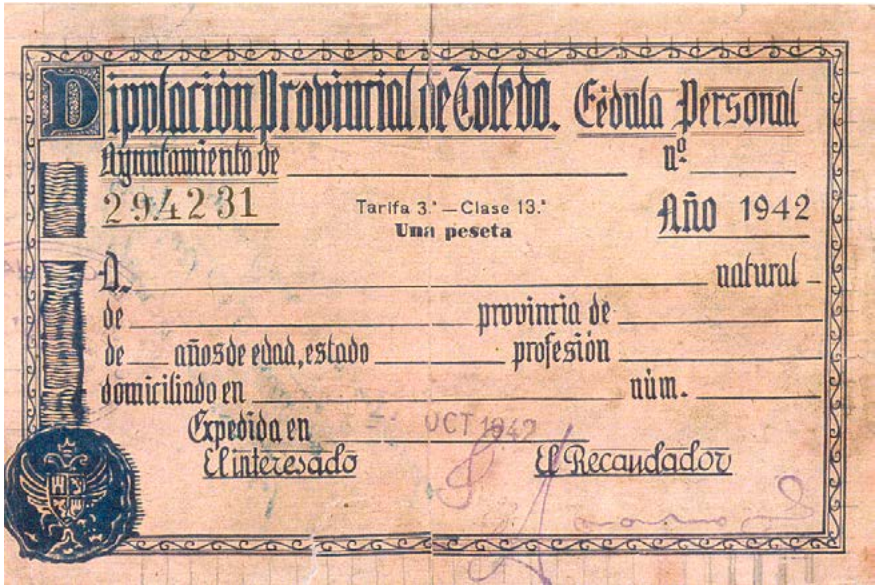 Diputación Provincial de Toledo. Cédula Personal
Ayuntamiento de nº
294231 Tarifa 3.ª — Clase 13.ª Año 1942
Una peseta
D. natural
de provincia de
de años de edad, estado profesión
domiciliado en núm.
Expedida en OCT 1942
El interesado El Recaudador